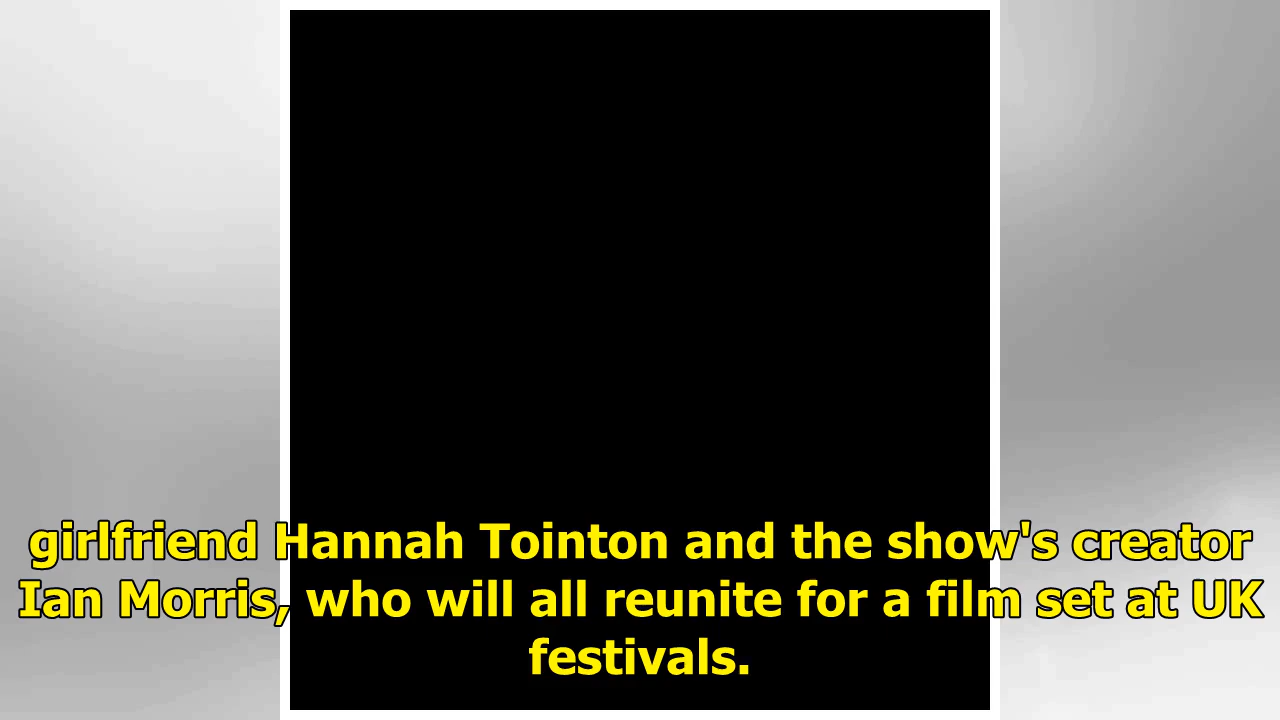 girlfriend Hannah Tointon and the show's creator
Ian Morris, who will all reunite for a film set at UK
festivals.